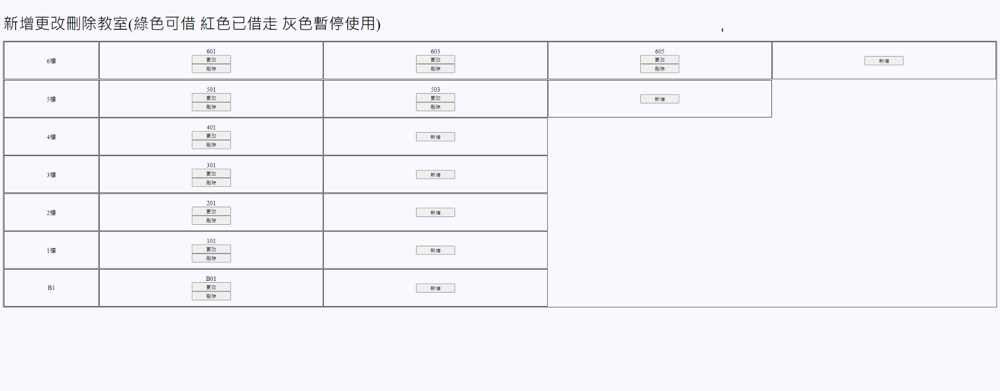 新增更改刪除教室(綠色可借 紅色已借走 灰色暫停使用)
6樓
601
更改
刪除
603
更改
刪除
605
更改
刪除
新增
5樓
501
更改
刪除
503
更改
刪除
新增
4樓
401
更改
刪除
新增
3樓
301
更改
刪除
新增
2樓
201
更改
刪除
新增
1樓
101
更改
刪除
新增
B1
B01
更改
刪除
新增